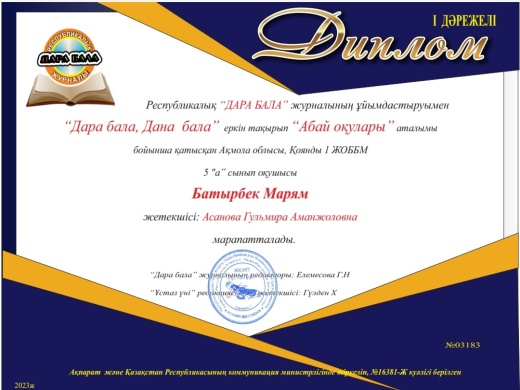 І ДӘРЕЖЕЛІ
Диплом
РЕСПУБЛИКАЛЫҚ
ДАРА БАЛА
ЖУРНАЛЫ
Республикалық “ДАРА БАЛА” журналының ұйымдастыруымен
“Дара бала, Дана бала” еркін тақырып “Абай оқулары” аталымы
бойынша қатысқан Ақмола облысы, Қоянды 1 ЖОББМ
5 "а" сынып оқушысы
Батырбек Марям
жетекшісі: Асанова Гульмира Аманжоловна
марапатталады.
“Дара бала” журналының редакторы: Елемесова Г.Н
“Ұстаз үні” жетекшісі: Гүлден Х
№03183
Ақпарат және Қазақстан Республикасының коммуникация министрлігінде тіркеліп, №16381-Ж куәлігі берілген
2023ж